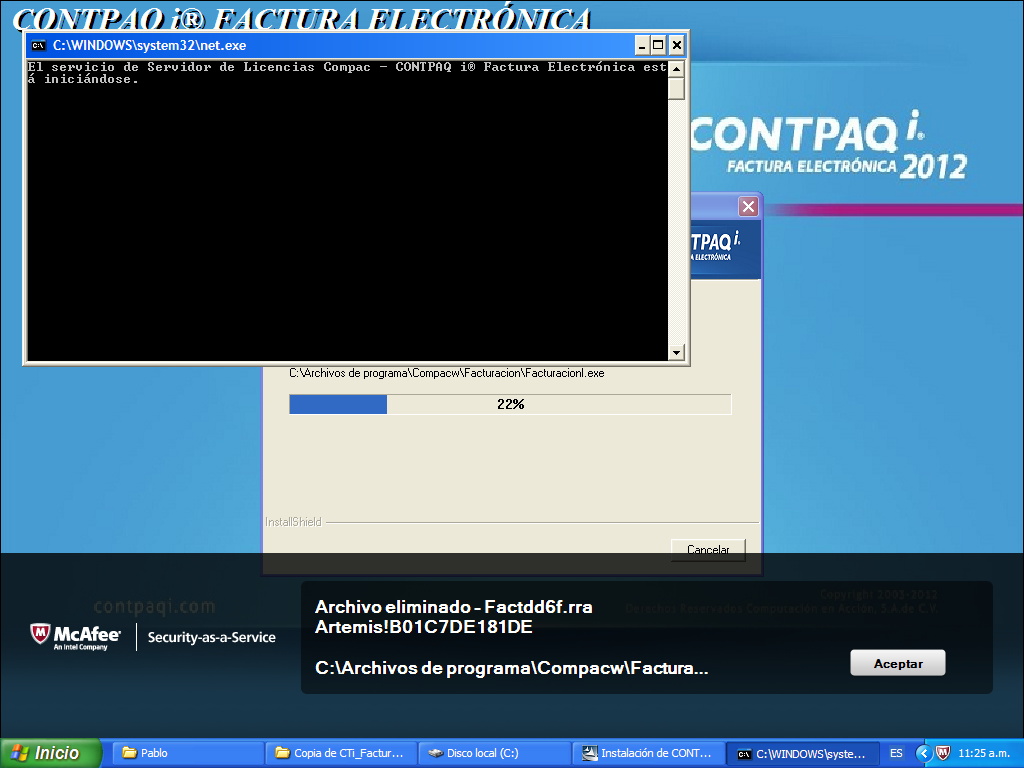 CONTPAQ i® FACTURA ELECTRÓNICA
C:\WINDOWS\system32\net.exe
El servicio de Servidor de Licencias Compac - CONTPAQ i® Factura Electrónica est
á iniciándose.
CONTPAQ i®
FACTURA ELECTRÓNICA 2012
TPAQ i®
A ELECTRÓNICA
C:\Archivos de programa\Compacw\Facturacion\FacturacionI.exe
22%
InstallShield
Cancelar
contpaqi.com
Copyright 2005-2012
Derechos Reservados Computación en Acción, S.A de C.V.
Archivo eliminado - Factdd6f.rra
Artemis!B01C7DE181DE
McAfee®
An Intel Company
Security-as-a-Service
C:\Archivos de programa\Compacw\Factura...
Aceptar
Inicio
Pablo
Copia de CTi_Factur...
Disco local (C:)
Instalación de CONT...
C:\WINDOWS\syste...
ES
11:25 a.m.